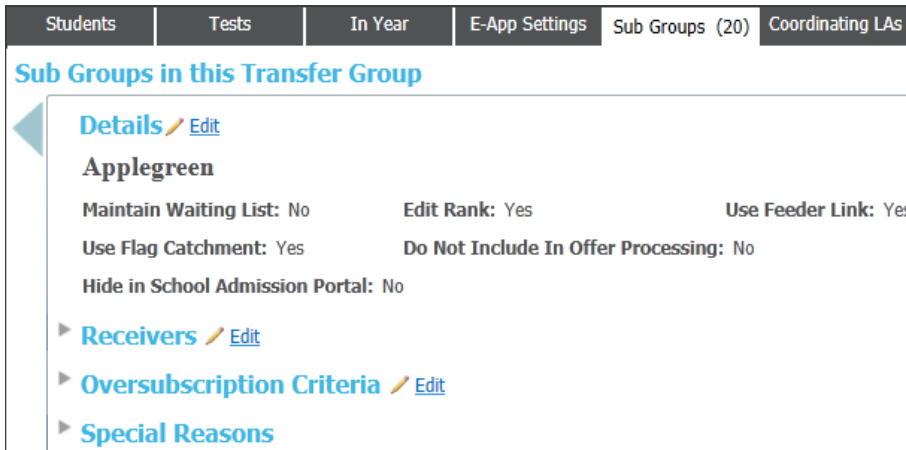 Students Tests In Year E-App Settings Sub Groups (20) Coordinating LAs
Sub Groups in this Transfer Group
Details Edit
Applegreen
Maintain Waiting List: No Edit Rank: Yes Use Feeder Link: Yes
Use Flag Catchment: Yes Do Not Include In Offer Processing: No
Hide in School Admission Portal: No
Receivers Edit
Oversubscription Criteria Edit
Special Reasons